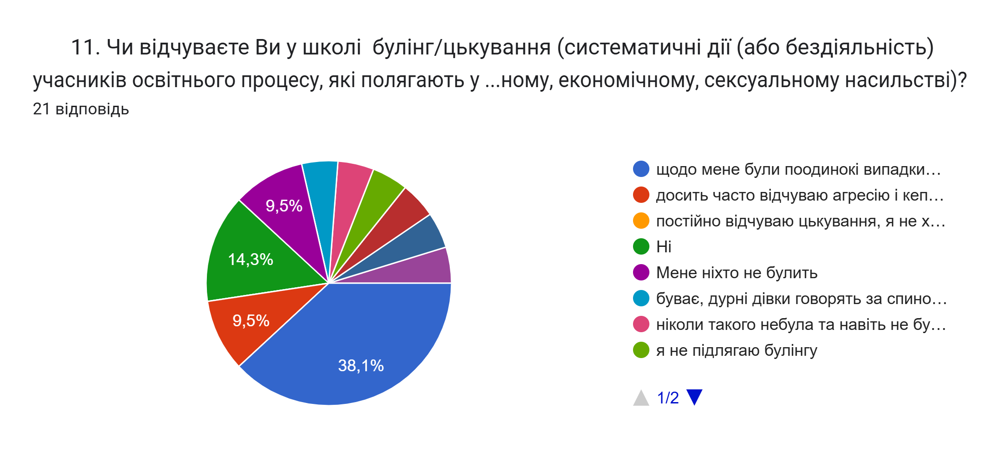 11. Чи відчуваєте Ви у школі  булінг/цькування (систематичні дії (або бездіяльність)
учасників освітнього процесу, які полягають у ...ному, економічному, сексуальному насильстві)?
21 відповідь
9,5%
14,3%
9,5%
38,1%
щодо мене були поодинокі випадки…
досить часто відчуваю агресію і кеп…
постійно відчуваю цькування, я не х…
Ні
Мене ніхто не булить
буває, дурні дівки говорять за спино…
ніколи такого небула та навіть не бу…
я не підлягаю булінгу
1/2